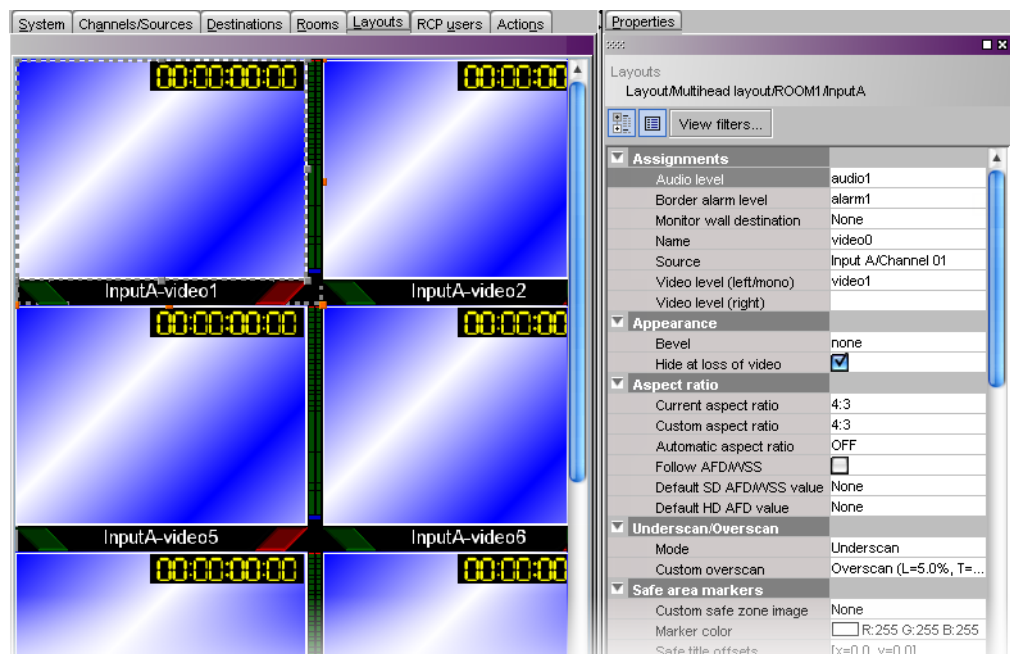 System Channels/Sources Destinations Rooms Layouts RCP users Actions
00:00:00:00 00:00:00
InputA-video1 InputA-video2
00:00:00:00 00:00:00
InputA-video5 InputA-video6
00:00:00:00 00:00:00
Properties
Layouts
Layout/Multihead layout/ROOM1/InputA
View filters...
Assignments
Audio level audio1
Border alarm level alarm1
Monitor wall destination None
Name video0
Source Input A/Channel 01
Video level (left/mono) video1
Video level (right)
Appearance
Bevel none
Hide at loss of video
Aspect ratio
Current aspect ratio 4:3
Custom aspect ratio 4:3
Automatic aspect ratio OFF
Follow AFD/WSS
Default SD AFD/WSS value None
Default HD AFD value None
Underscan/Overscan
Mode Underscan
Custom overscan Overscan (L=5.0%, T=...
Safe area markers
Custom safe zone image None
Marker color R:255 G:255 B:255
Safe title offsets [x=0.0, y=0.0]